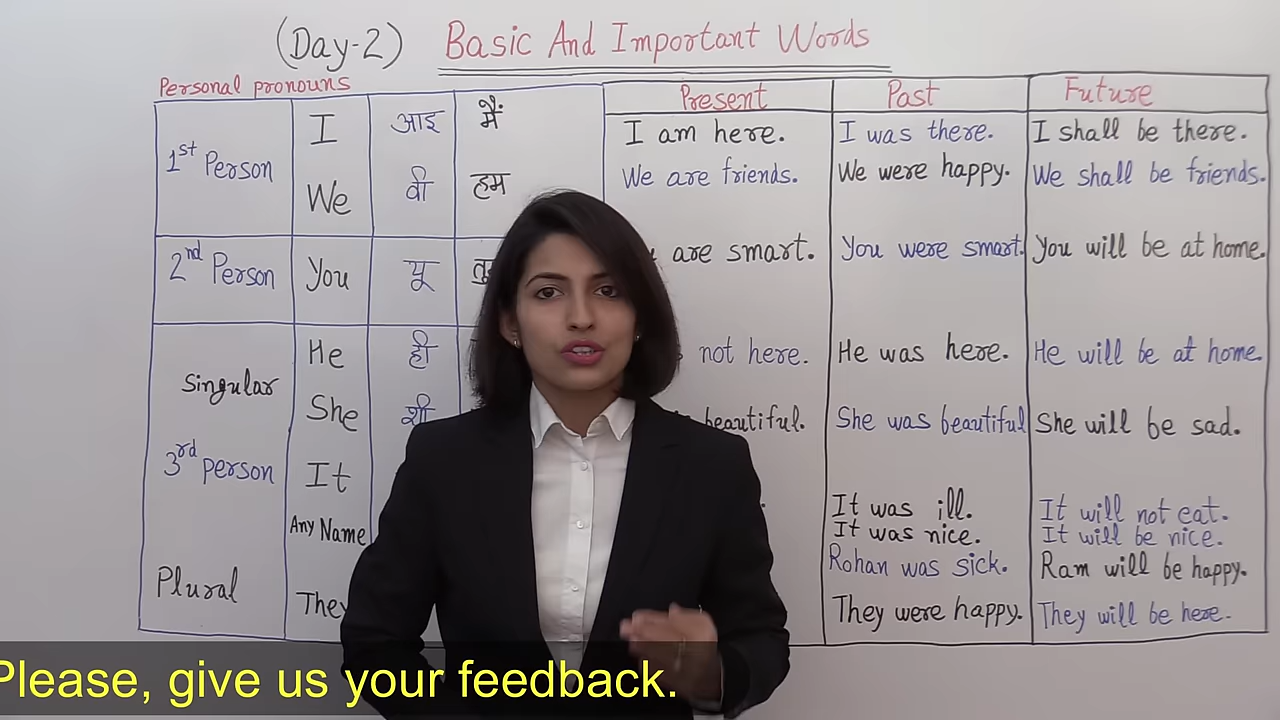 (Day-2) Basic And Important Words
Personal pronouns
Present Past Future
1st Person I आइ मैं I am here. I was there. I shall be there.
We वी हम We are friends. We were happy. We shall be friends.
2nd Person You यू are smart. You were smart. You will be at home.
Singular He ही not here. He was here. He will be at home.
She शी beautiful. She was beautiful She will be sad.
3rd person It It was ill. It will not eat.
It was nice. It will be nice.
Any Name Rohan was sick. Ram will be happy.
Plural They They were happy. They will be here.
Please, give us your feedback.